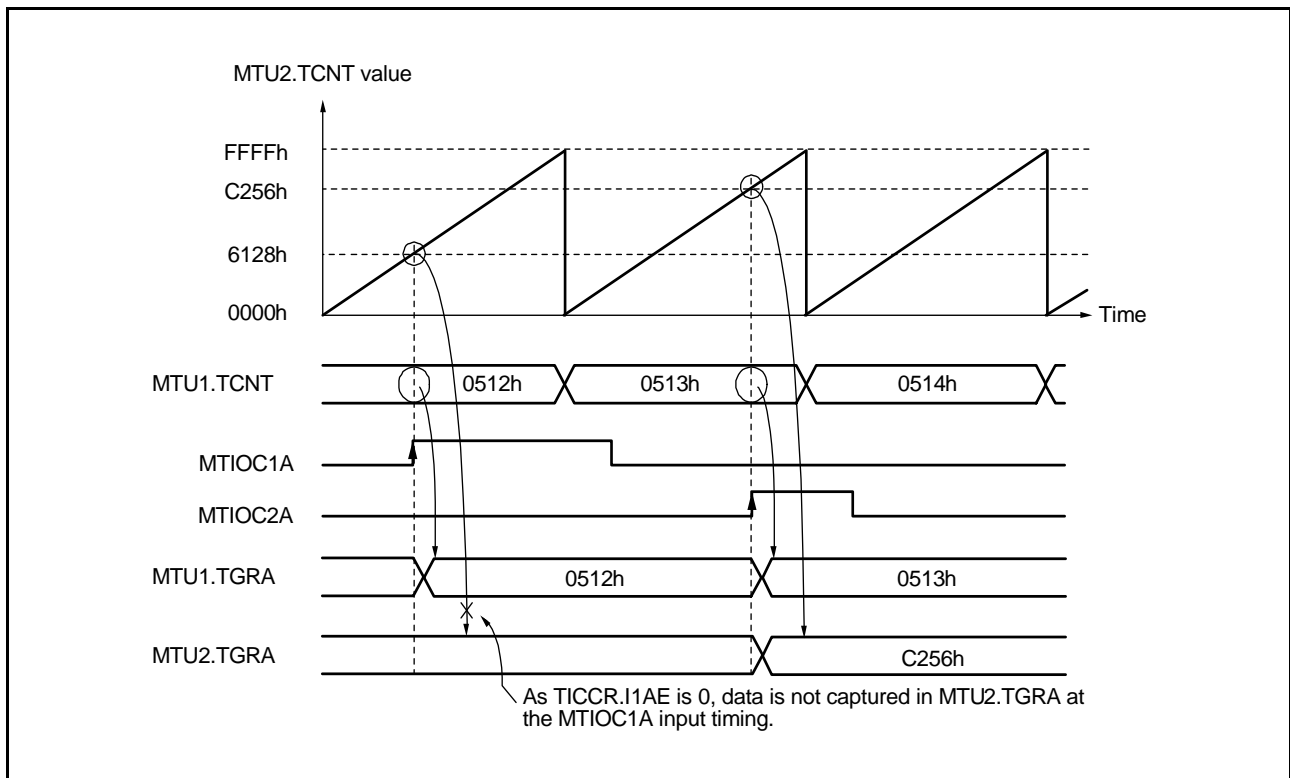 MTU2.TCNT value
FFFFh
C256h
6128h
0000h
Time
MTU1.TCNT
0512h
0513h
0514h
MTIOC1A
MTIOC2A
MTU1.TGRA
0512h
0513h
MTU2.TGRA
C256h
As TICCR.I1AE is 0, data is not captured in MTU2.TGRA at
the MTIOC1A input timing.